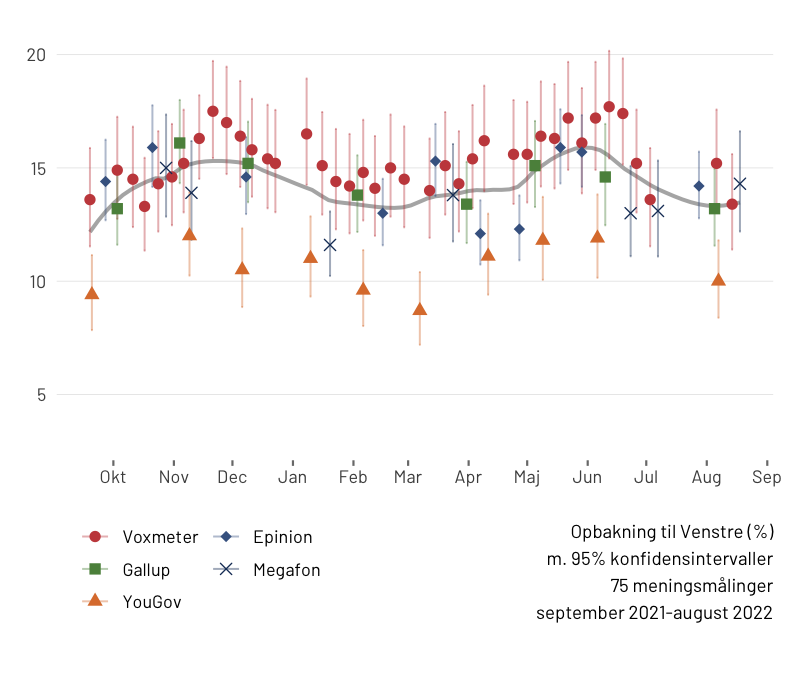 20
15
10
5
Okt Nov Dec Jan Feb Mar Apr Maj Jun Jul Aug Sep
Voxmeter Epinion
Gallup Megafon
YouGov
Opbakning til Venstre (%)
m. 95% konfidensintervaller
75 meningsmålinger
september 2021-august 2022